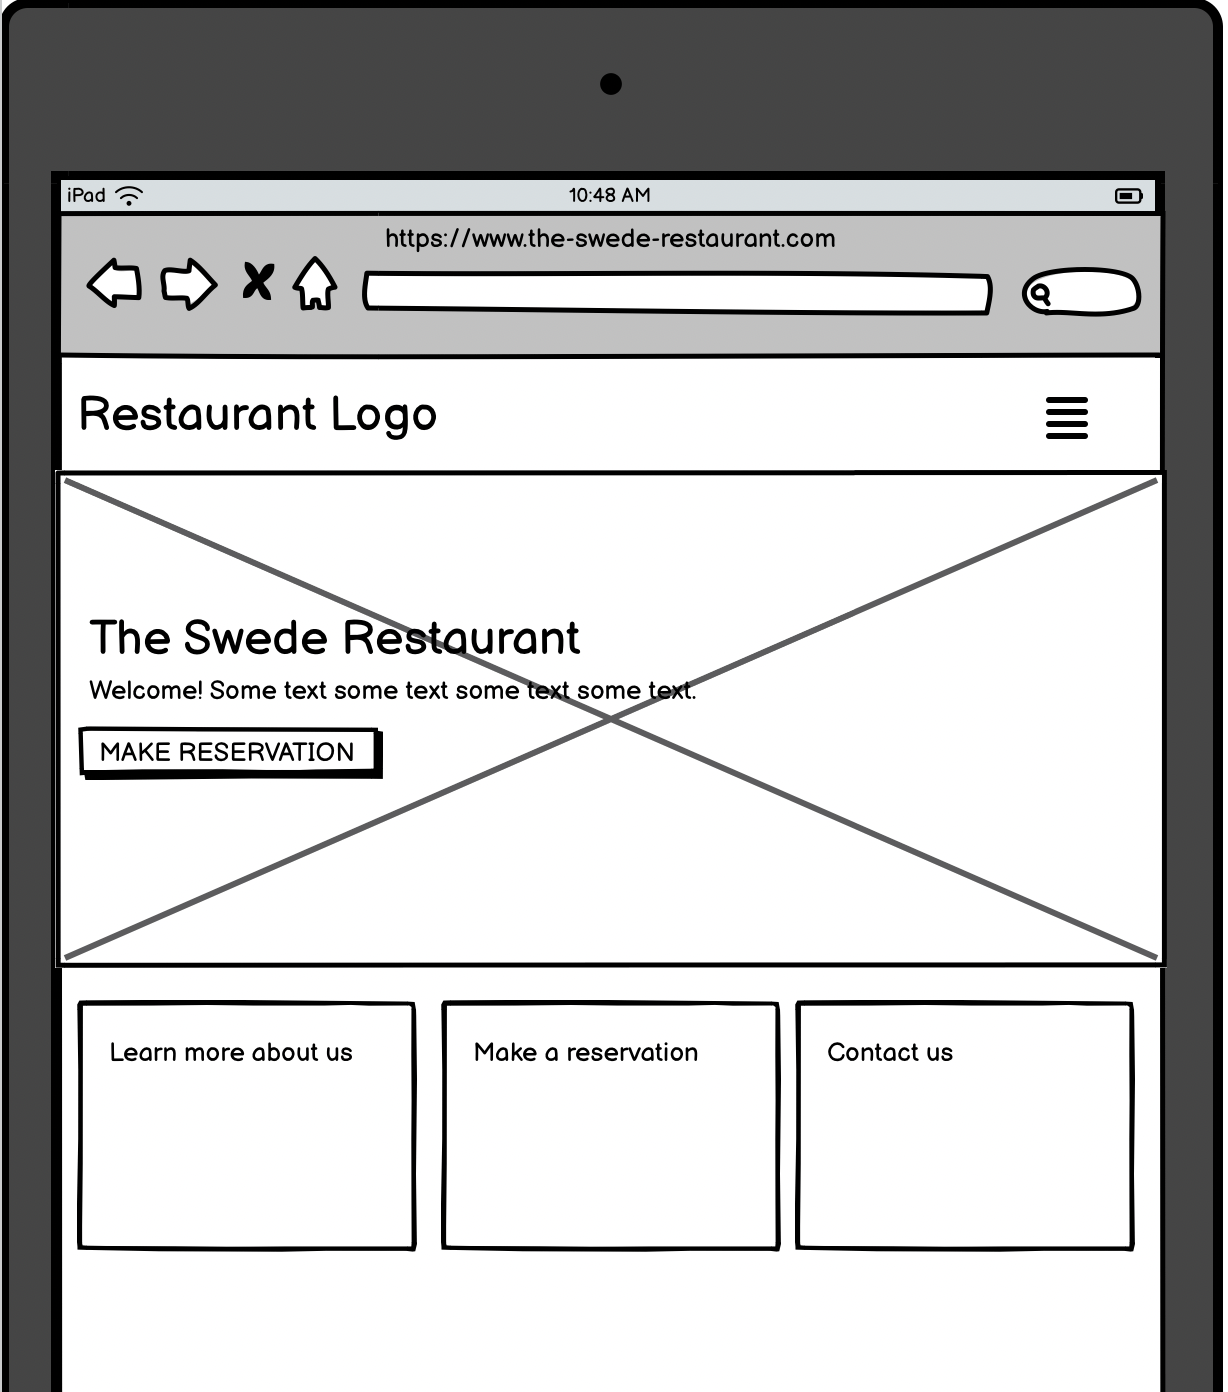 iPad
10:48 AM
https://www.the-swede-restaurant.com
Restaurant Logo
The Swede Restaurant
Welcome! Some text some text some text some text.
MAKE RESERVATION
Learn more about us
Make a reservation
Contact us